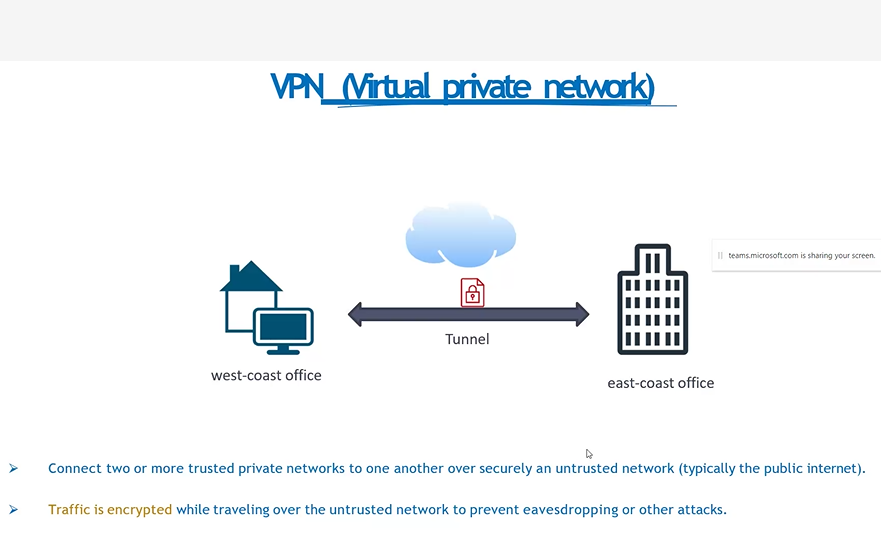 VPN (Virtual private network)
teams.microsoft.com is sharing your screen.
Tunnel
west-coast office
east-coast office
Connect two or more trusted private networks to one another over securely an untrusted network (typically the public internet).
Traffic is encrypted while traveling over the untrusted network to prevent eavesdropping or other attacks.